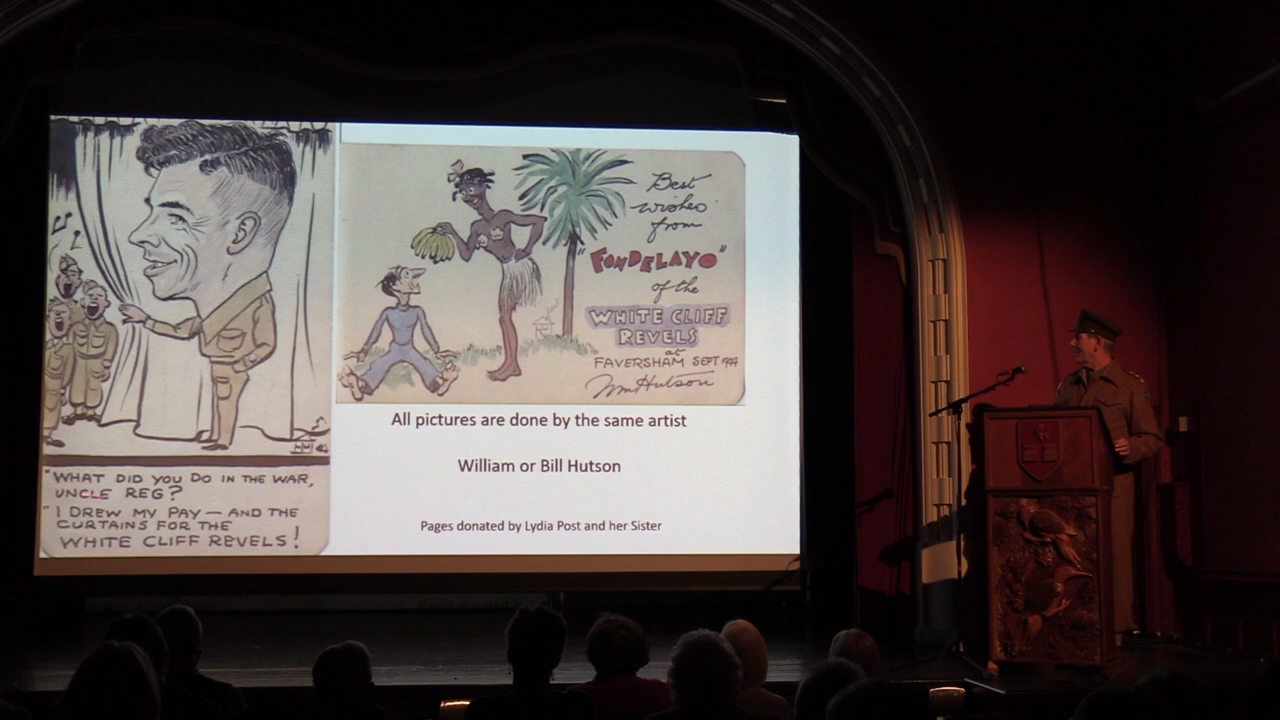 "WHAT DID YOU DO IN THE WAR,
UNCLE REG?
"I DREW MY PAY — AND THE
CURTAINS FOR THE
WHITE CLIFF REVELS!
Best
wishes
from
"FONDELAYO"
of the
WHITE CLIFF
REVELS
at
FAVERSHAM SEPT 1944
Wm Hutson
All pictures are done by the same artist
William or Bill Hutson
Pages donated by Lydia Post and her Sister